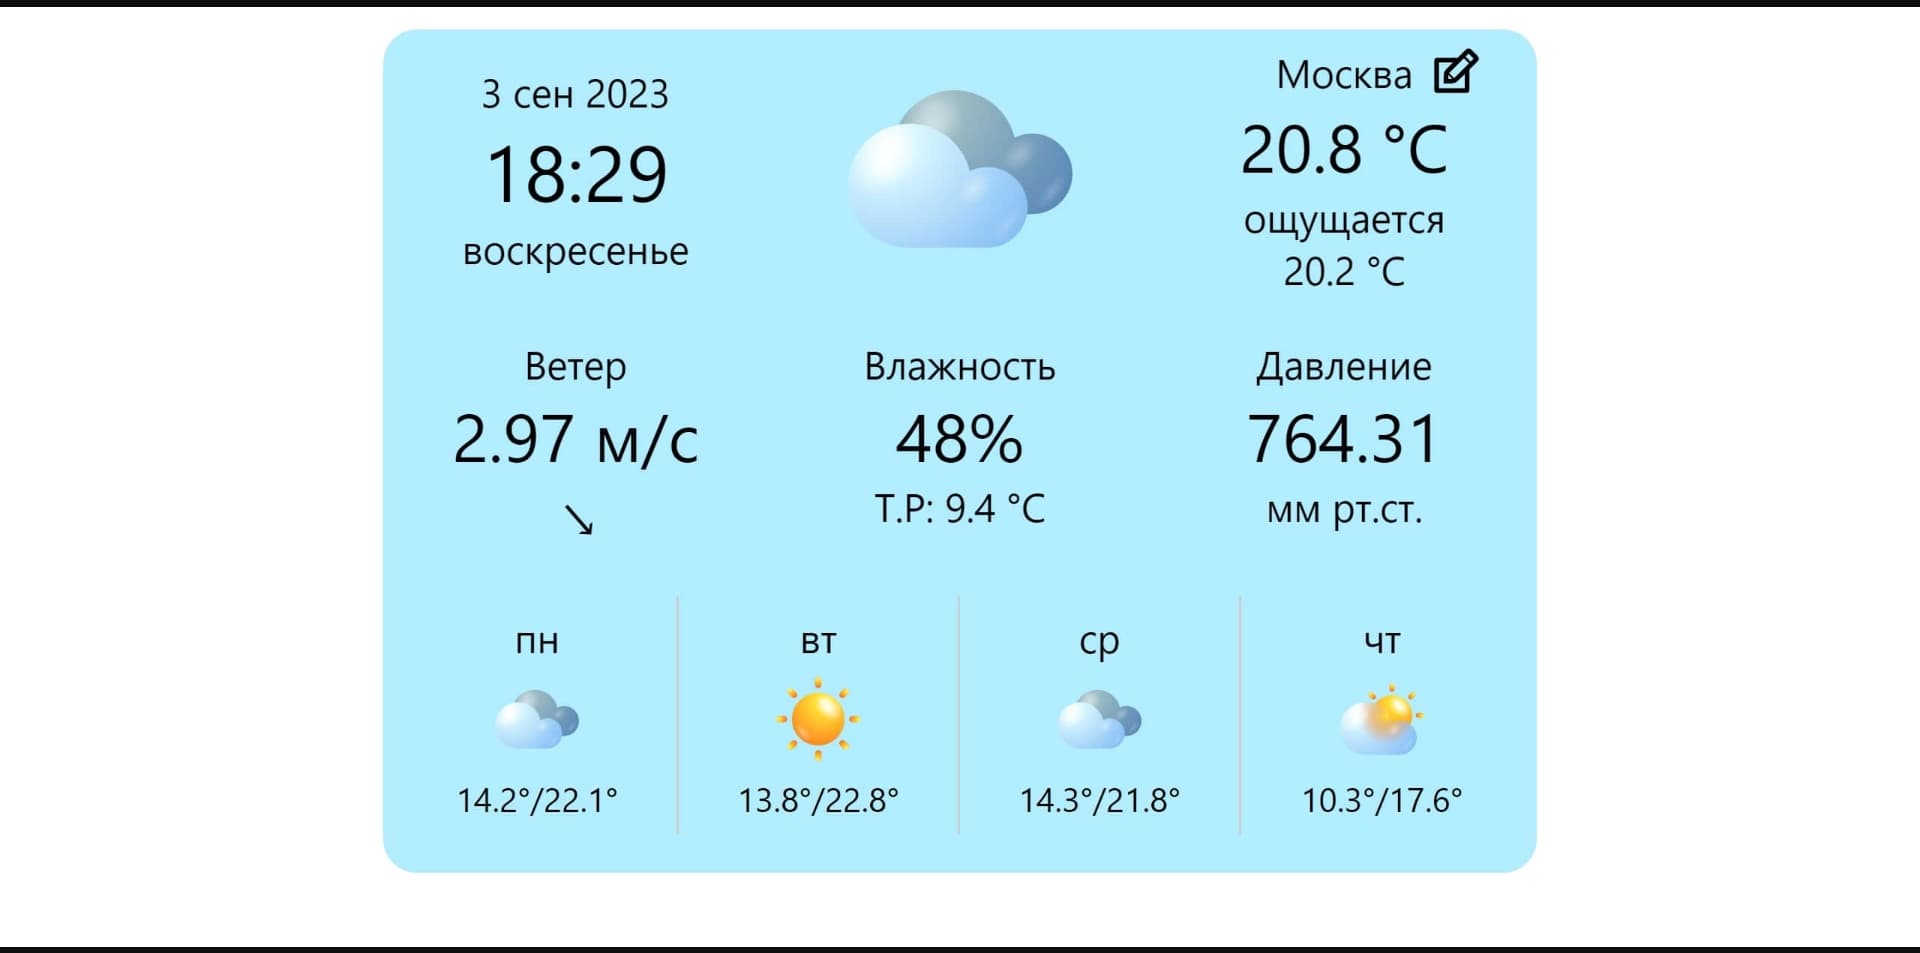 3 сен 2023
18:29
воскресенье
Москва
20.8 °C
ощущается
20.2 °C
Ветер
2.97 м/с
↘
Влажность
48%
Т.Р: 9.4 °C
Давление
764.31
мм рт.ст.
пн
14.2°/22.1°
вт
13.8°/22.8°
ср
14.3°/21.8°
чт
10.3°/17.6°